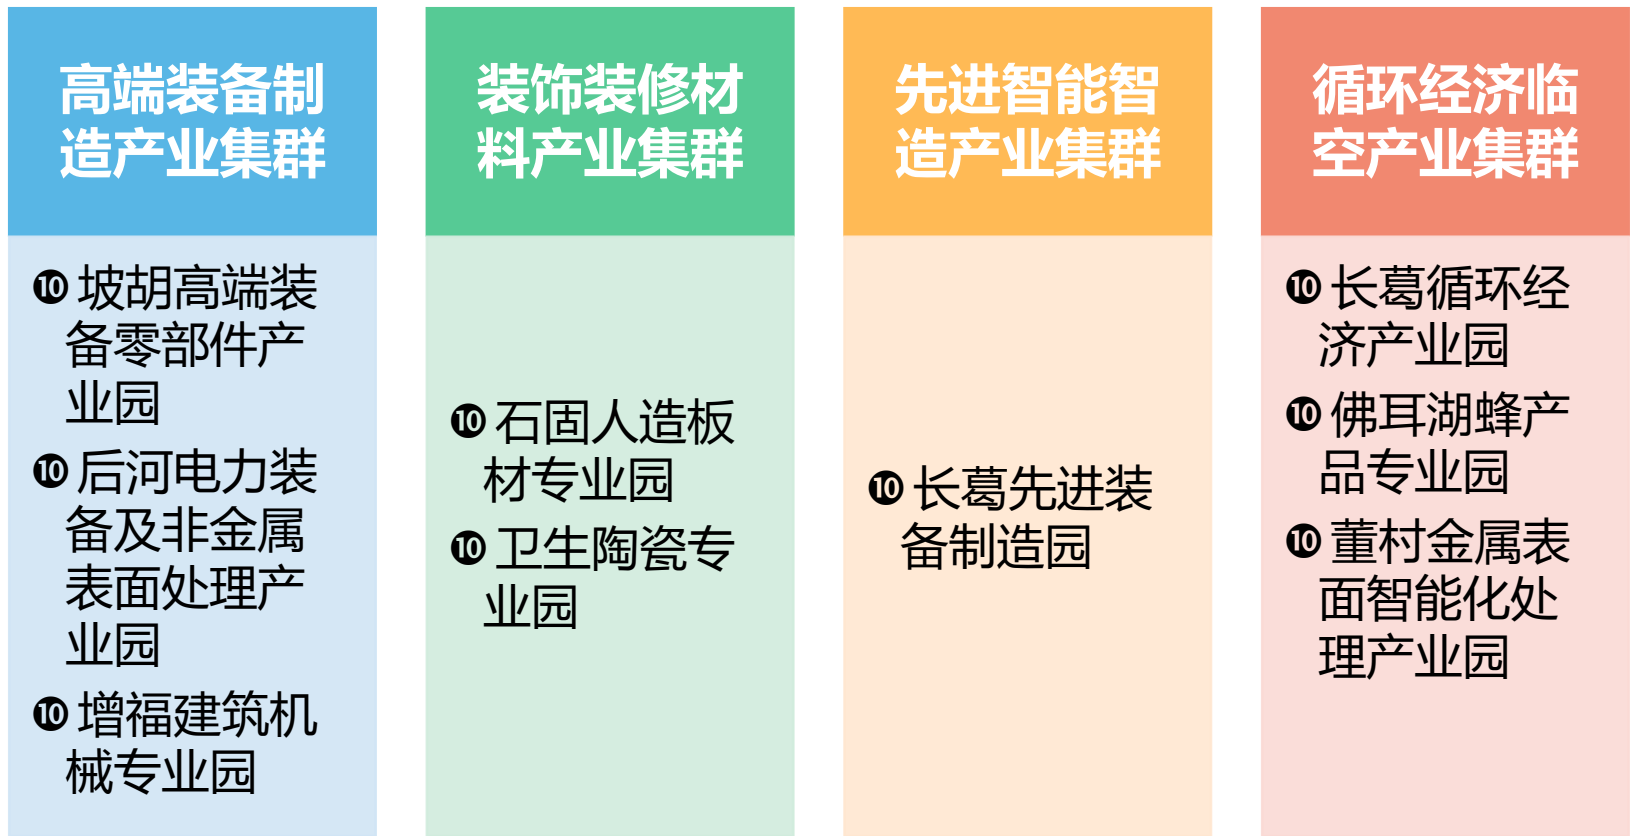 高端装备制
造产业集群
❿ 坡胡高端装
备零部件产
业园
❿ 后河电力装
备及非金属
表面处理产
业园
❿ 增福建筑机
械专业园
装饰装修材
料产业集群
❿ 石固人造板
材专业园
❿ 卫生陶瓷专
业园
先进智能智
造产业集群
❿ 长葛先进装
备制造园
循环经济临
空产业集群
❿ 长葛循环经
济产业园
❿ 佛耳湖蜂产
品专业园
❿ 董村金属表
面智能化处
理产业园